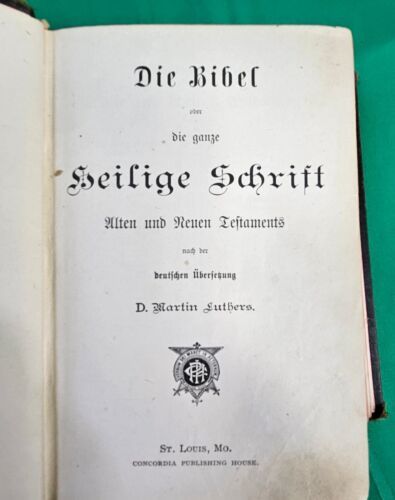 Die Bibel
oder
die ganze
Heilige Schrift
Alten und Neuen Testaments
nach der
deutschen Übersetzung
D. Martin Luthers.
St. Louis, Mo.
Concordia Publishing House.